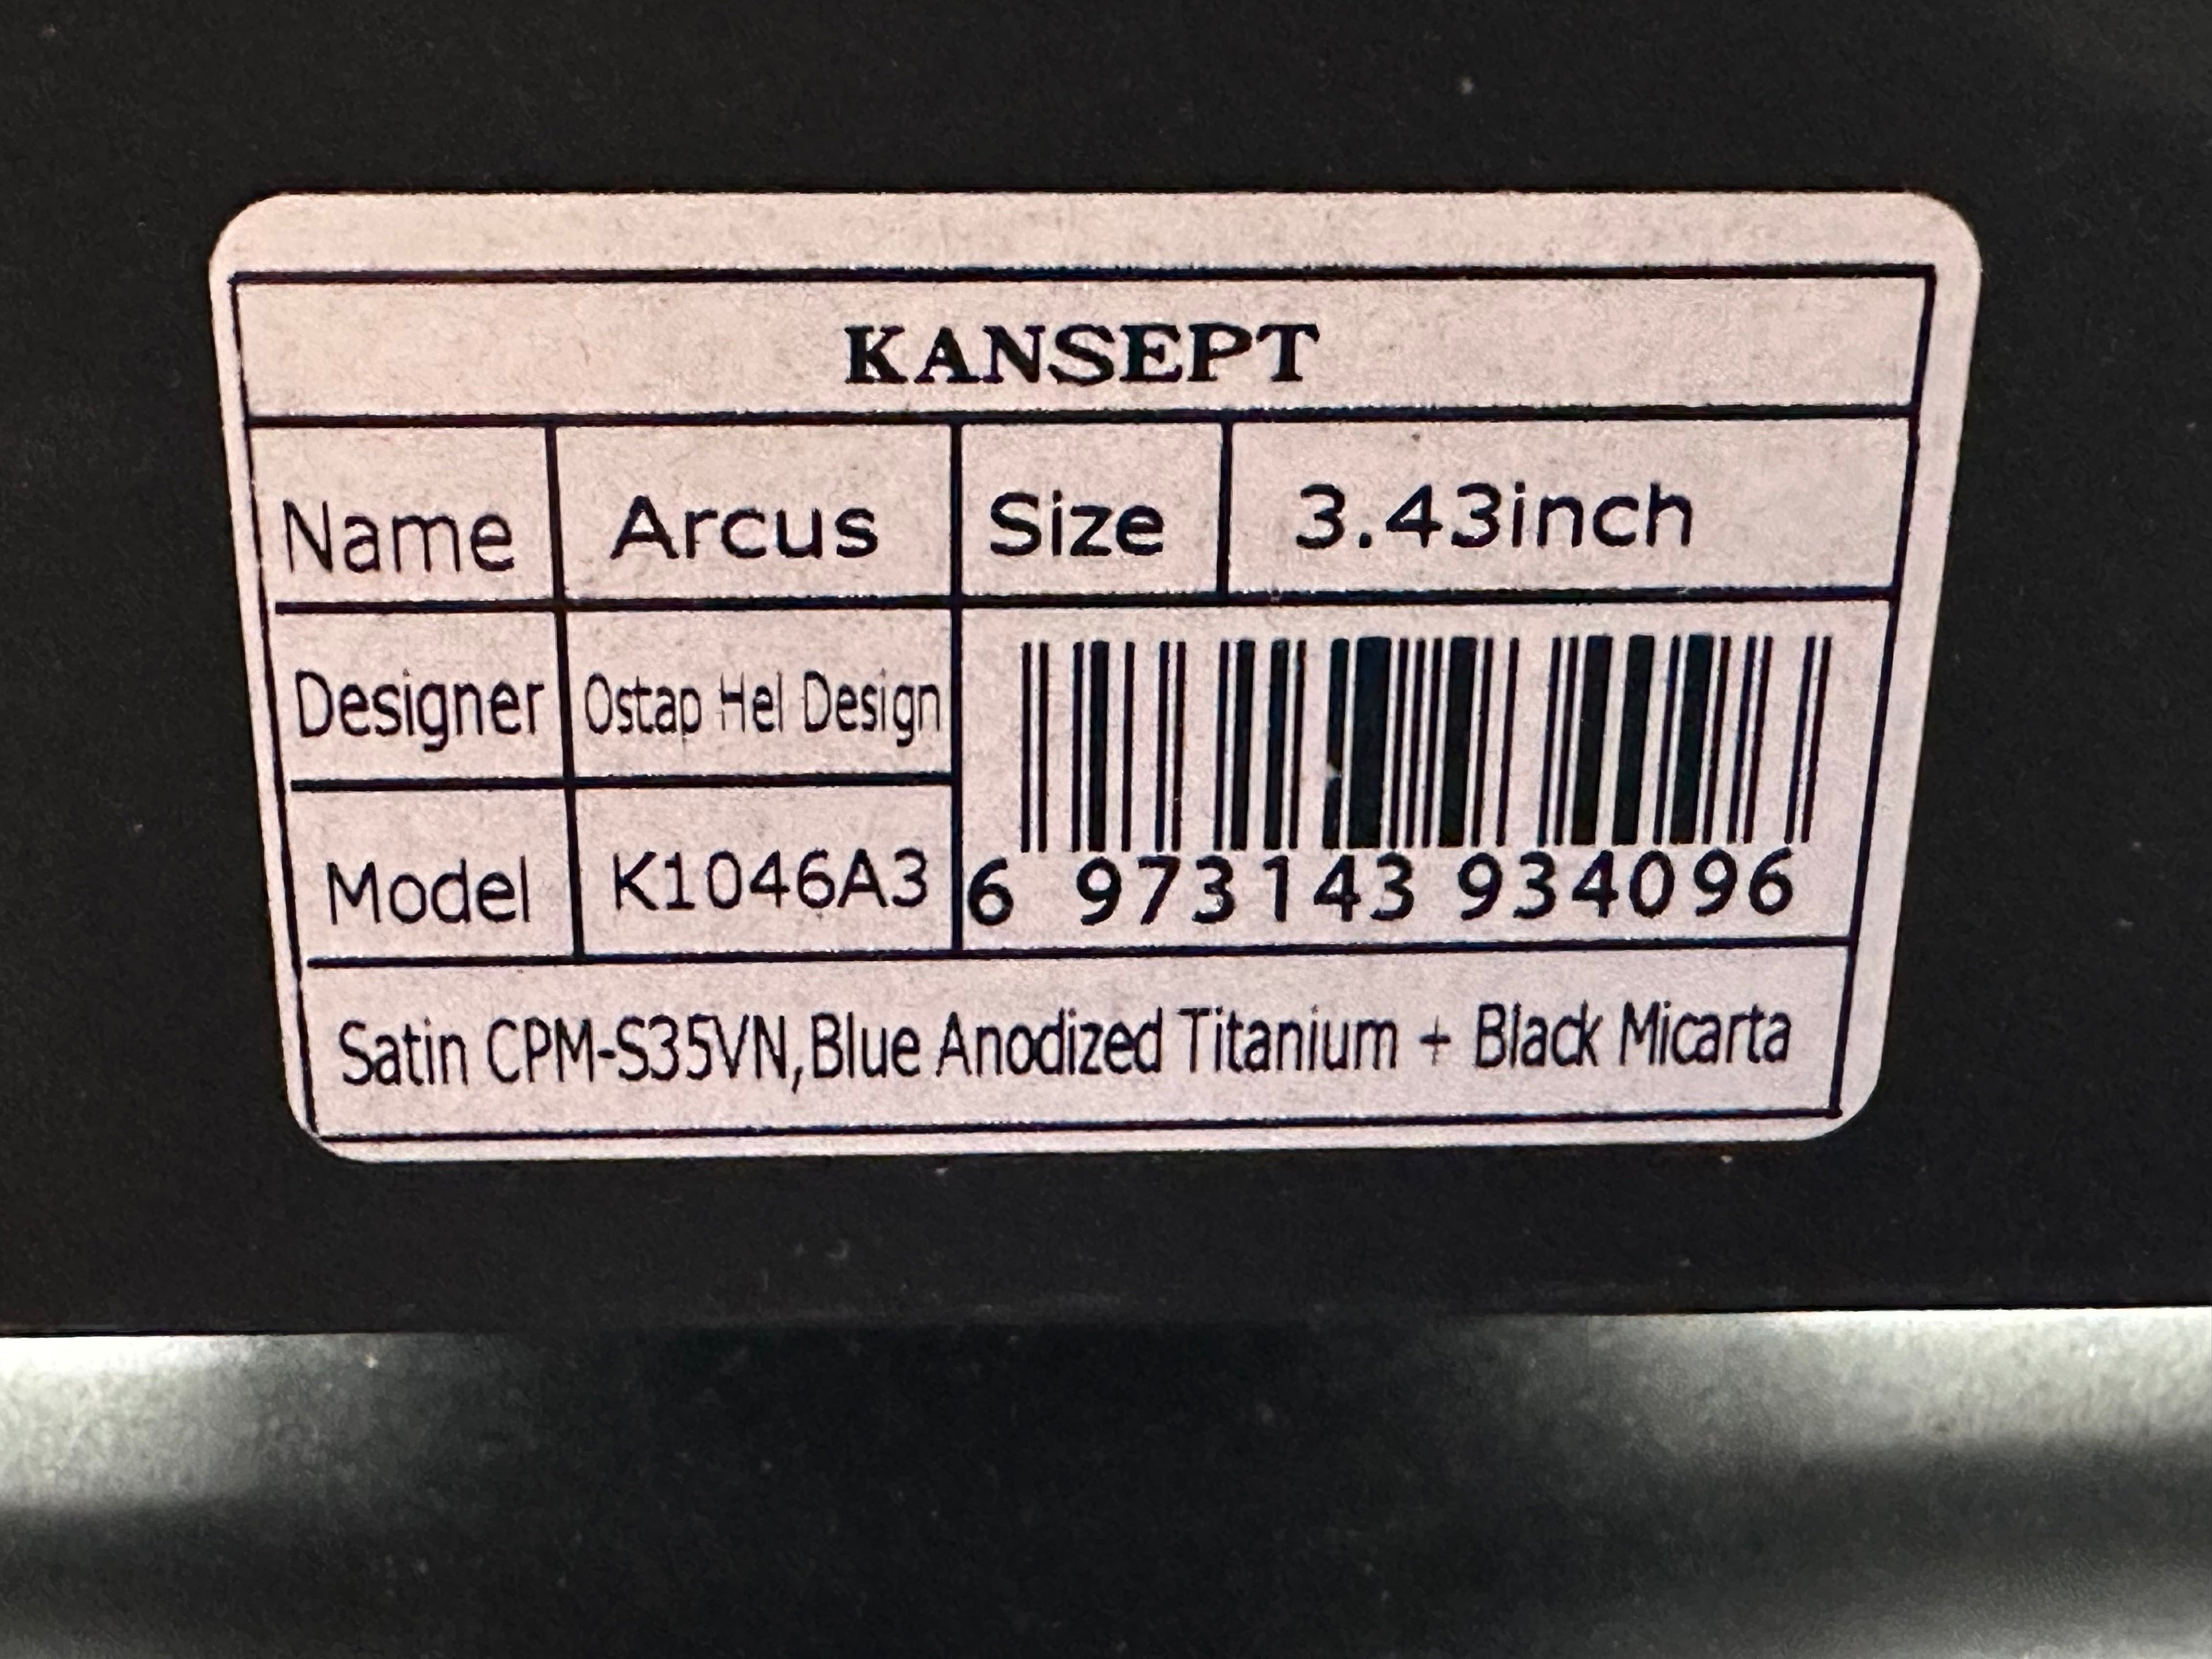 KANSEPT
Name Arcus Size 3.43inch
Designer Ostap Hel Design
Model K1046A3 6 973143 934096
Satin CPM-S35VN,Blue Anodized Titanium + Black Micarta